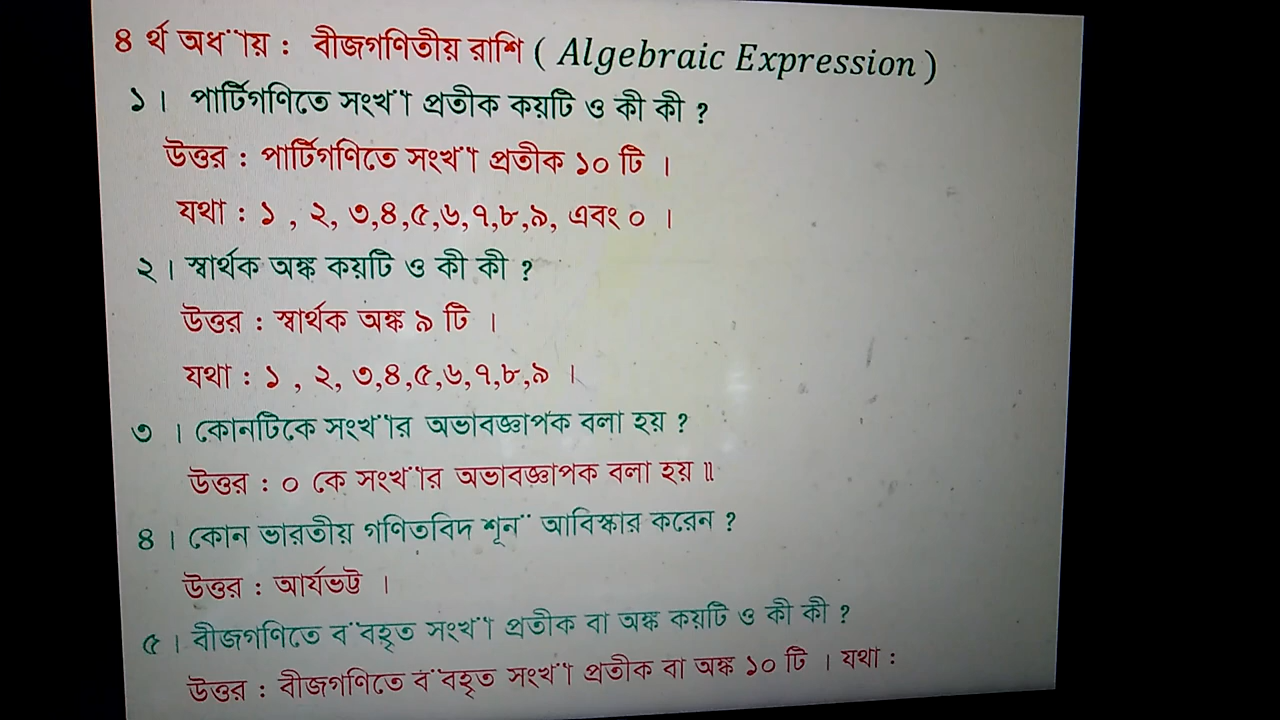 ৪ র্থ অধ্যায় : বীজগণিতীয় রাশি ( Algebraic Expression )
১ । পাটিগণিতে সংখ্যা প্রতীক কয়টি ও কী কী ?
উত্তর : পাটিগণিতে সংখ্যা প্রতীক ১০ টি ।
যথা : ১ , ২, ৩,৪,৫,৬,৭,৮,৯, এবং ০ ।
২ । স্বার্থক অঙ্ক কয়টি ও কী কী ?
উত্তর : স্বার্থক অঙ্ক ৯ টি ।
যথা : ১ , ২, ৩,৪,৫,৬,৭,৮,৯ ।
৩ । কোনটিকে সংখ্যার অভাবজ্ঞাপক বলা হয় ?
উত্তর : ০ কে সংখ্যার অভাবজ্ঞাপক বলা হয় ॥
৪ । কোন ভারতীয় গণিতবিদ শূন্য আবিস্কার করেন ?
উত্তর : আর্যভট্ট ।
৫ । বীজগণিতে ব্যবহৃত সংখ্যা প্রতীক বা অঙ্ক কয়টি ও কী কী ?
উত্তর : বীজগণিতে ব্যবহৃত সংখ্যা প্রতীক বা অঙ্ক ১০ টি । যথা :